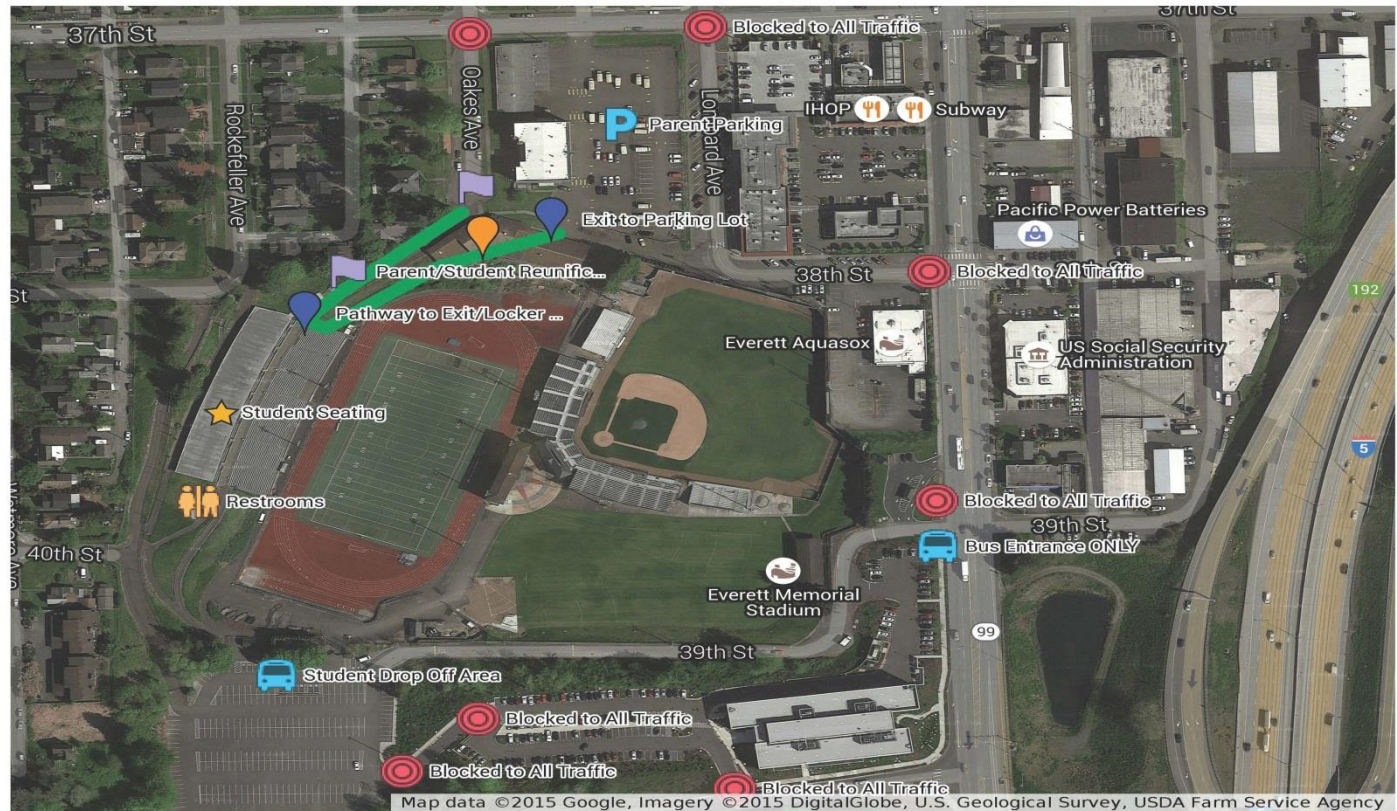 37th St
37th St
Blocked to All Traffic
Oakes Ave
Rockefeller Ave
IHOP
Subway
Parent Parking
Pacific Power Batteries
Exit to Parking Lot
Parent/Student Reunific...
38th St
Blocked to All Traffic
192
St
Pathway to Exit/Locker ...
Everett Aquasox
US Social Security
Administration
Student Seating
5
Restrooms
Blocked to All Traffic
39th St
40th St
Bus Entrance ONLY
Everett Memorial
Stadium
99
39th St
Student Drop Off Area
Blocked to All Traffic
Blocked to All Traffic
Blocked to All Traffic
Map data ©2015 Google, Imagery ©2015 DigitalGlobe, U.S. Geological Survey, USDA Farm Service Agency